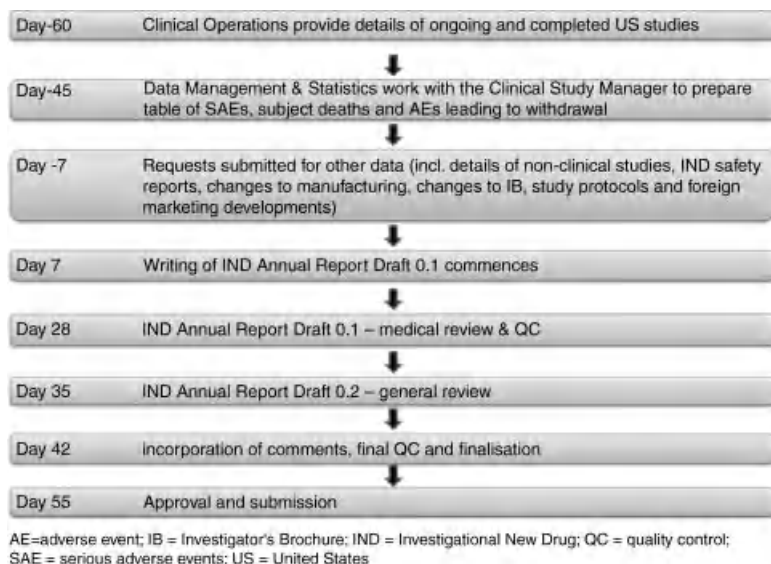 Day-60 Clinical Operations provide details of ongoing and completed US studies
Day-45 Data Management & Statistics work with the Clinical Study Manager to prepare
table of SAEs, subject deaths and AEs leading to withdrawal
Day -7 Requests submitted for other data (incl. details of non-clinical studies, IND safety
reports, changes to manufacturing, changes to IB, study protocols and foreign
marketing developments)
Day 7 Writing of IND Annual Report Draft 0.1 commences
Day 28 IND Annual Report Draft 0.1 – medical review & QC
Day 35 IND Annual Report Draft 0.2 – general review
Day 42 Incorporation of comments, final QC and finalisation
Day 55 Approval and submission
AE=adverse event; IB = Investigator's Brochure; IND = Investigational New Drug; QC = quality control;
SAE = serious adverse events; US = United States